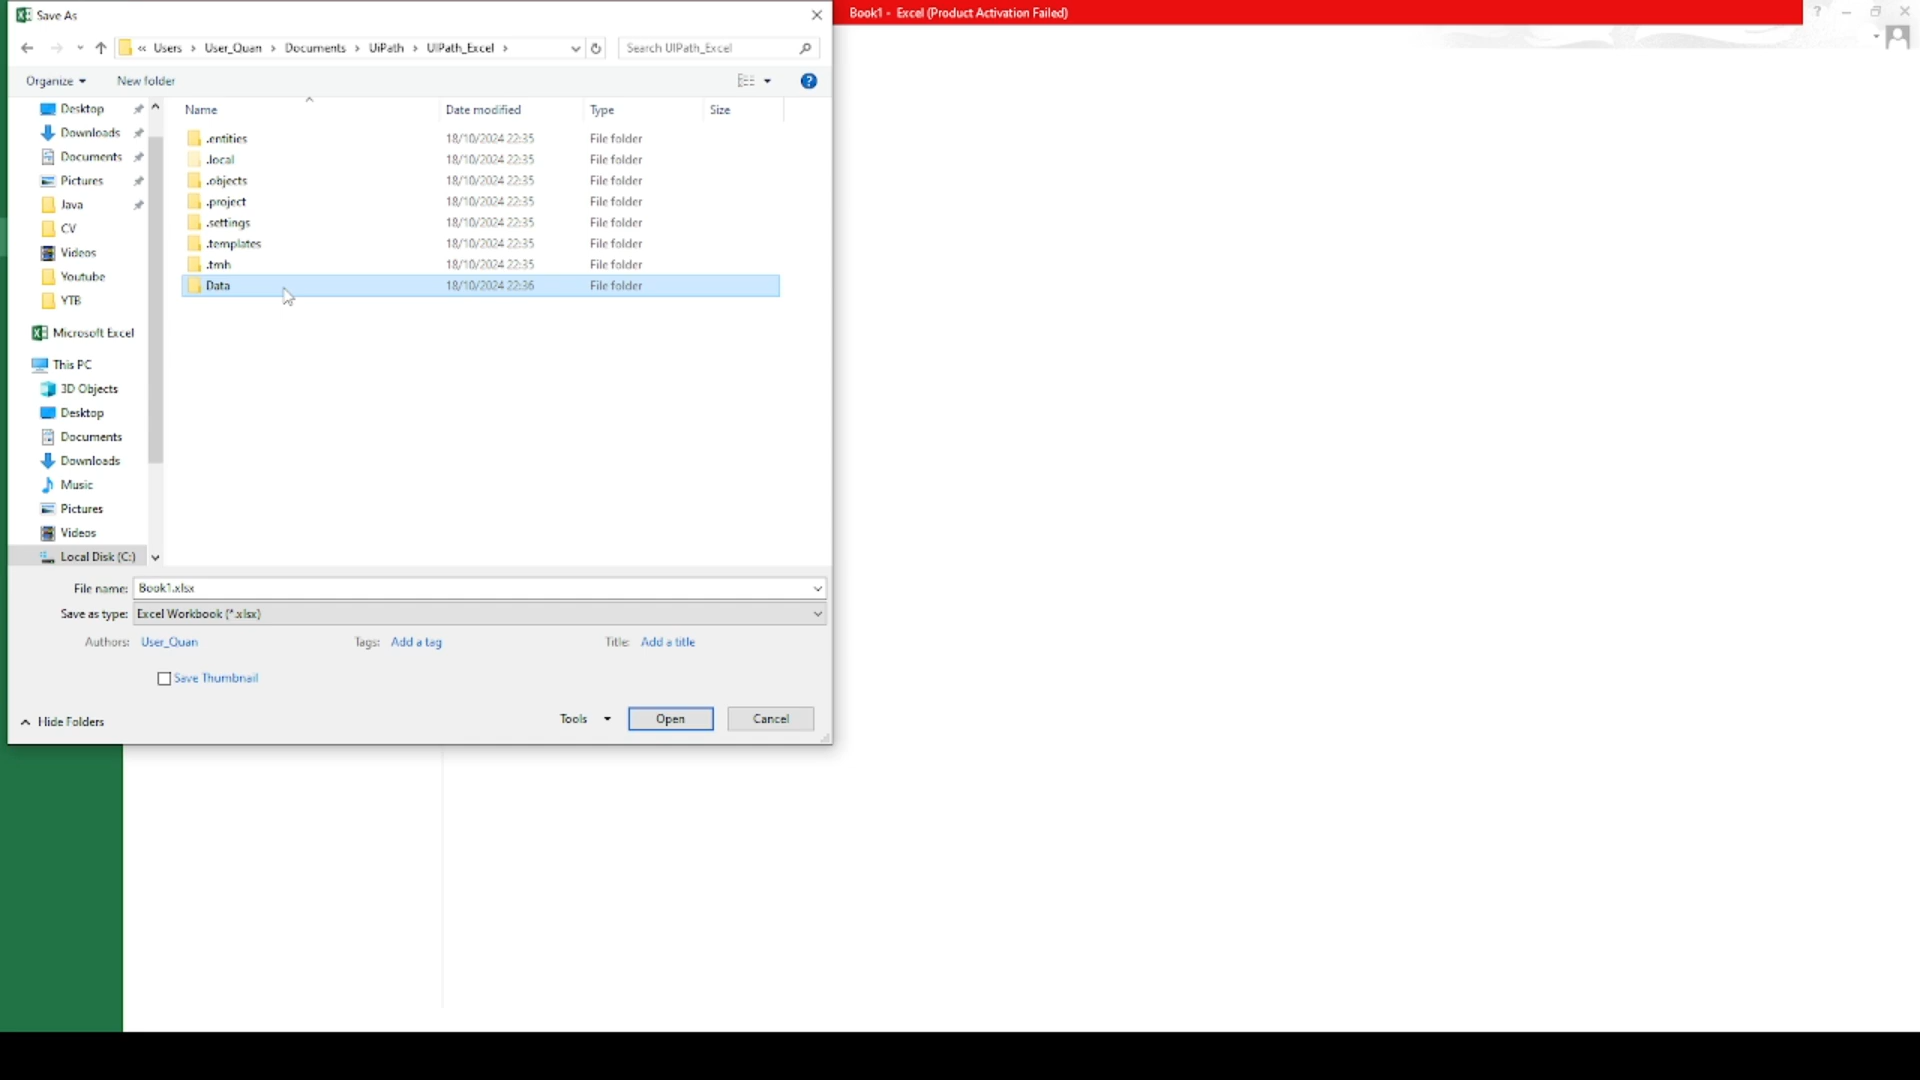 Save As
Book1 - Excel (Product Activation Failed)
?
« Users > User_Quan > Documents > UiPath > UIPath_Excel >
Search UIPath_Excel
Organize
New folder
?
Name
Date modified
Type
Size
Desktop
Downloads
Documents
Pictures
Java
CV
Videos
Youtube
YTB
Microsoft Excel
This PC
3D Objects
Desktop
Documents
Downloads
Music
Pictures
Videos
Local Disk (C:)
.entities 18/10/2024 22:35 File folder
.local 18/10/2024 22:35 File folder
.objects 18/10/2024 22:35 File folder
.project 18/10/2024 22:35 File folder
.settings 18/10/2024 22:35 File folder
.templates 18/10/2024 22:35 File folder
.tmh 18/10/2024 22:35 File folder
Data 18/10/2024 22:36 File folder
File name: Book1.xlsx
Save as type: Excel Workbook (*.xlsx)
Authors: User_Quan
Tags: Add a tag
Title: Add a title
Save Thumbnail
Hide Folders
Tools
Open
Cancel